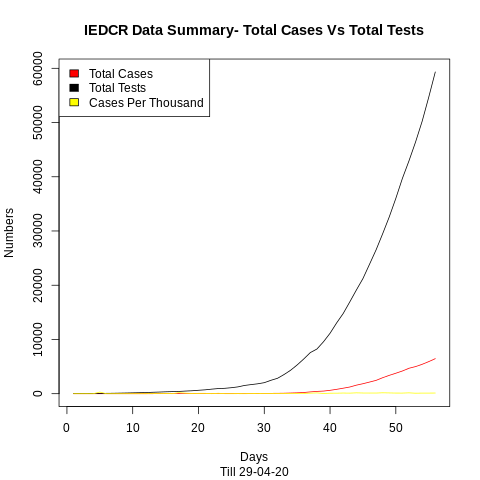 IEDCR Data Summary- Total Cases Vs Total Tests
Total Cases
Total Tests
Cases Per Thousand
Numbers
60000
50000
40000
30000
20000
10000
0
0 10 20 30 40 50
Days
Till 29-04-20